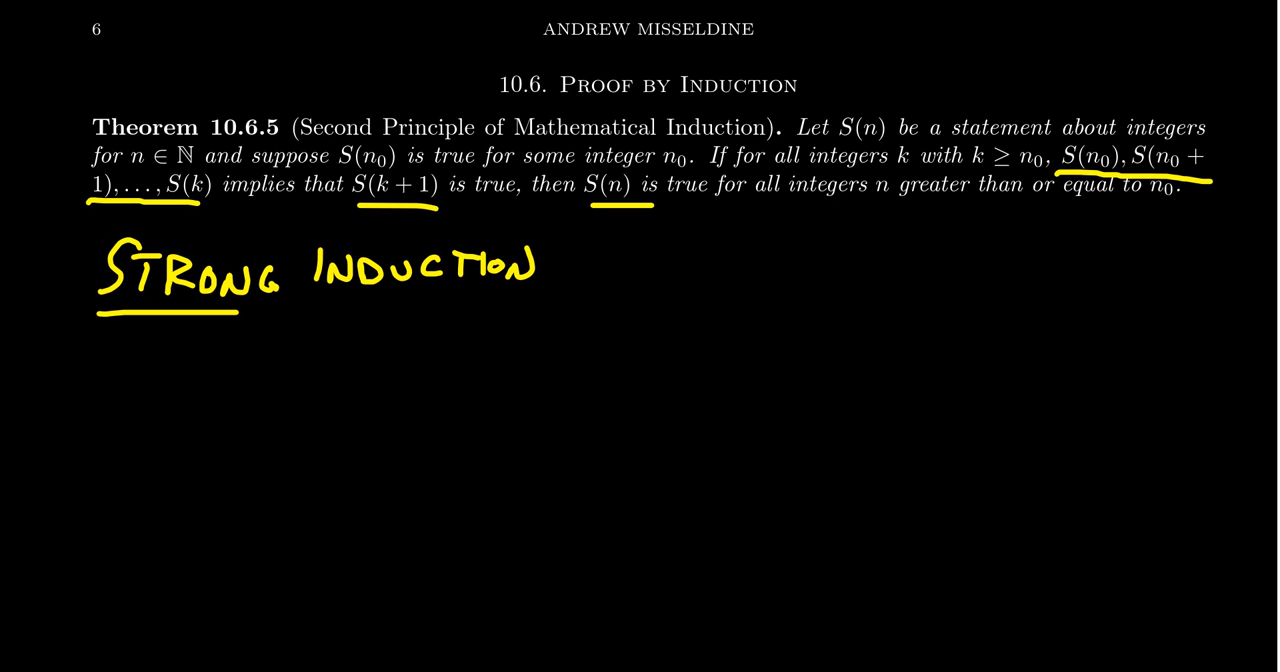 6 ANDREW MISSELDINE
10.6. PROOF BY INDUCTION
Theorem 10.6.5 (Second Principle of Mathematical Induction). Let S(n) be a statement about integers
for n ∈ ℕ and suppose S(n₀) is true for some integer n₀. If for all integers k with k ≥ n₀, S(n₀), S(n₀ +
1), . . . , S(k) implies that S(k + 1) is true, then S(n) is true for all integers n greater than or equal to n₀.
STRONG INDUCTION